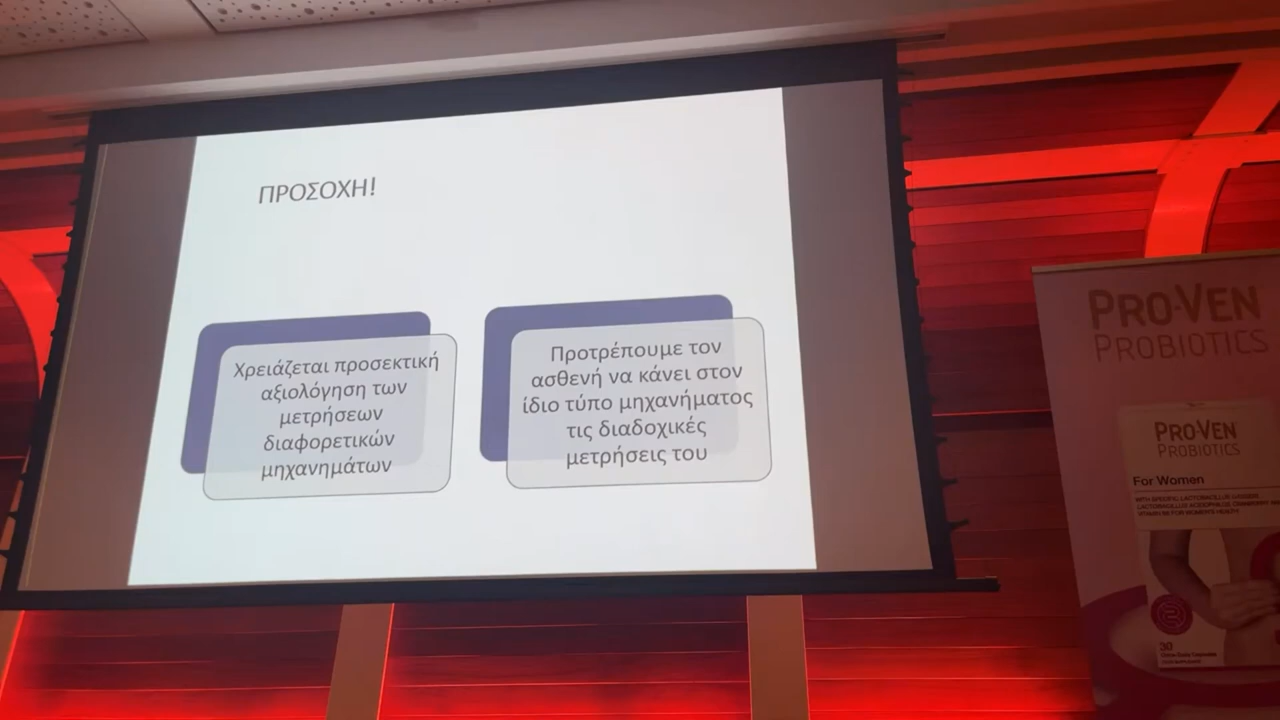 ΠΡΟΣΟΧΗ!
Χρειάζεται προσεκτική
αξιολόγηση των
μετρήσεων
διαφορετικών
μηχανημάτων
Προτρέπουμε τον
ασθενή να κάνει στον
ίδιο τύπο μηχανήματος
τις διαδοχικές
μετρήσεις του
PRO-VEN
PROBIOTICS
PRO-VEN
PROBIOTICS
For Women
30